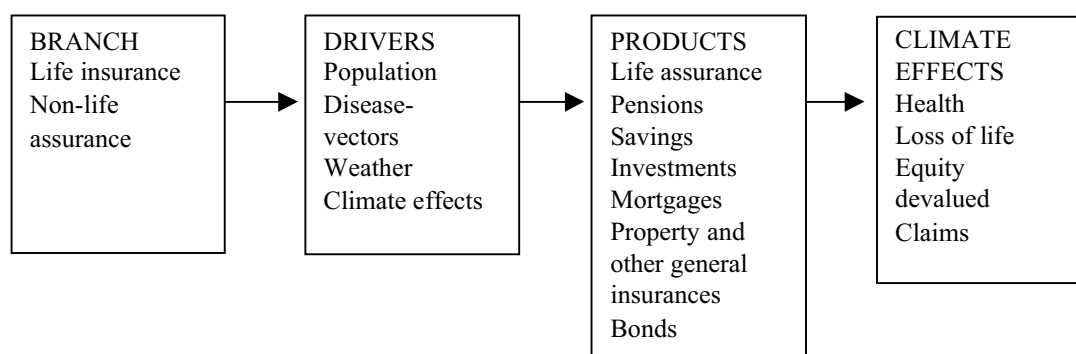 BRANCH
Life insurance
Non-life
assurance
DRIVERS
Population
Disease-
vectors
Weather
Climate effects
PRODUCTS
Life assurance
Pensions
Savings
Investments
Mortgages
Property and
other general
insurances
Bonds
CLIMATE
EFFECTS
Health
Loss of life
Equity
devalued
Claims